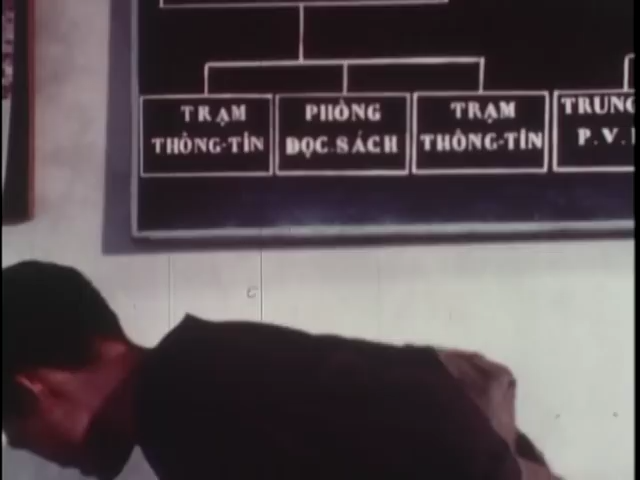 TRẠM
THÔNG-TIN
PHÒNG
ĐỌC.SÁCH
TRẠM
THÔNG-TIN
TRUNG
P.V.